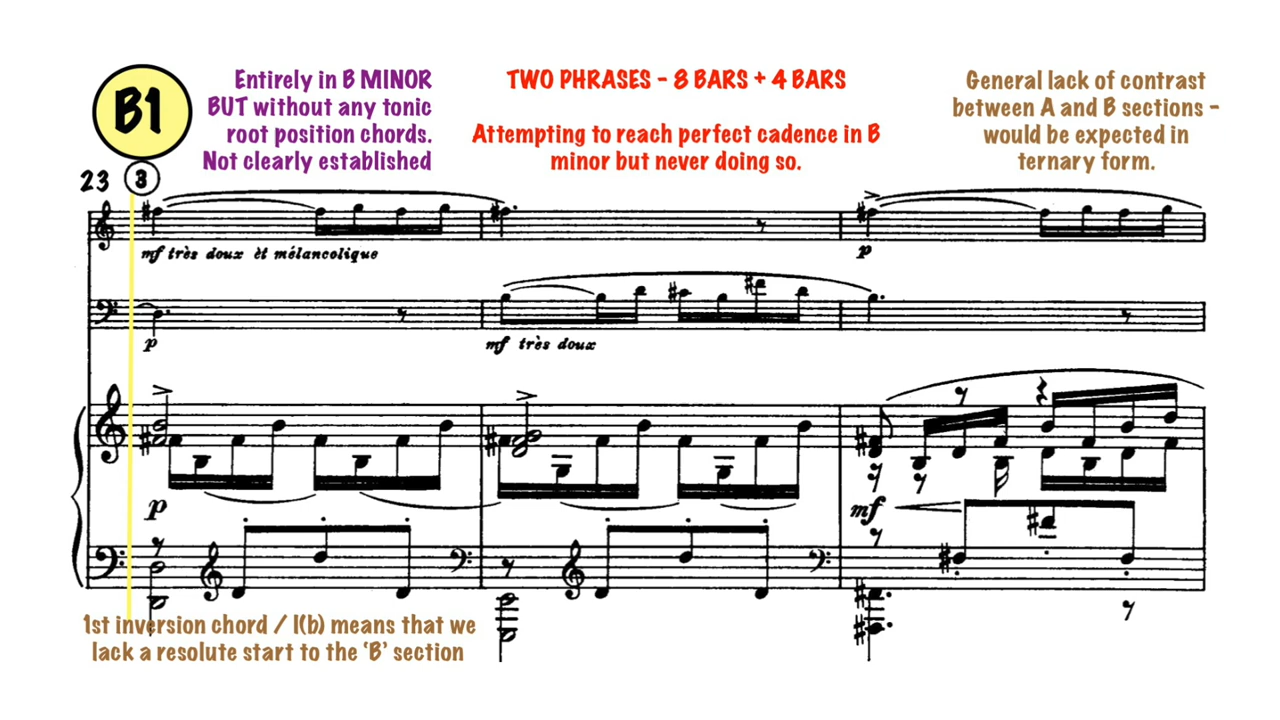 B1
Entirely in B MINOR
BUT without any tonic
root position chords.
Not clearly established
TWO PHRASES - 8 BARS + 4 BARS
Attempting to reach perfect cadence in B
minor but never doing so.
General lack of contrast
between A and B sections -
would be expected in
ternary form.
23
3
mf très doux èt mélancolique
p
p
mf très doux
p
mf
1st inversion chord / I(b) means that we
lack a resolute start to the 'B' section